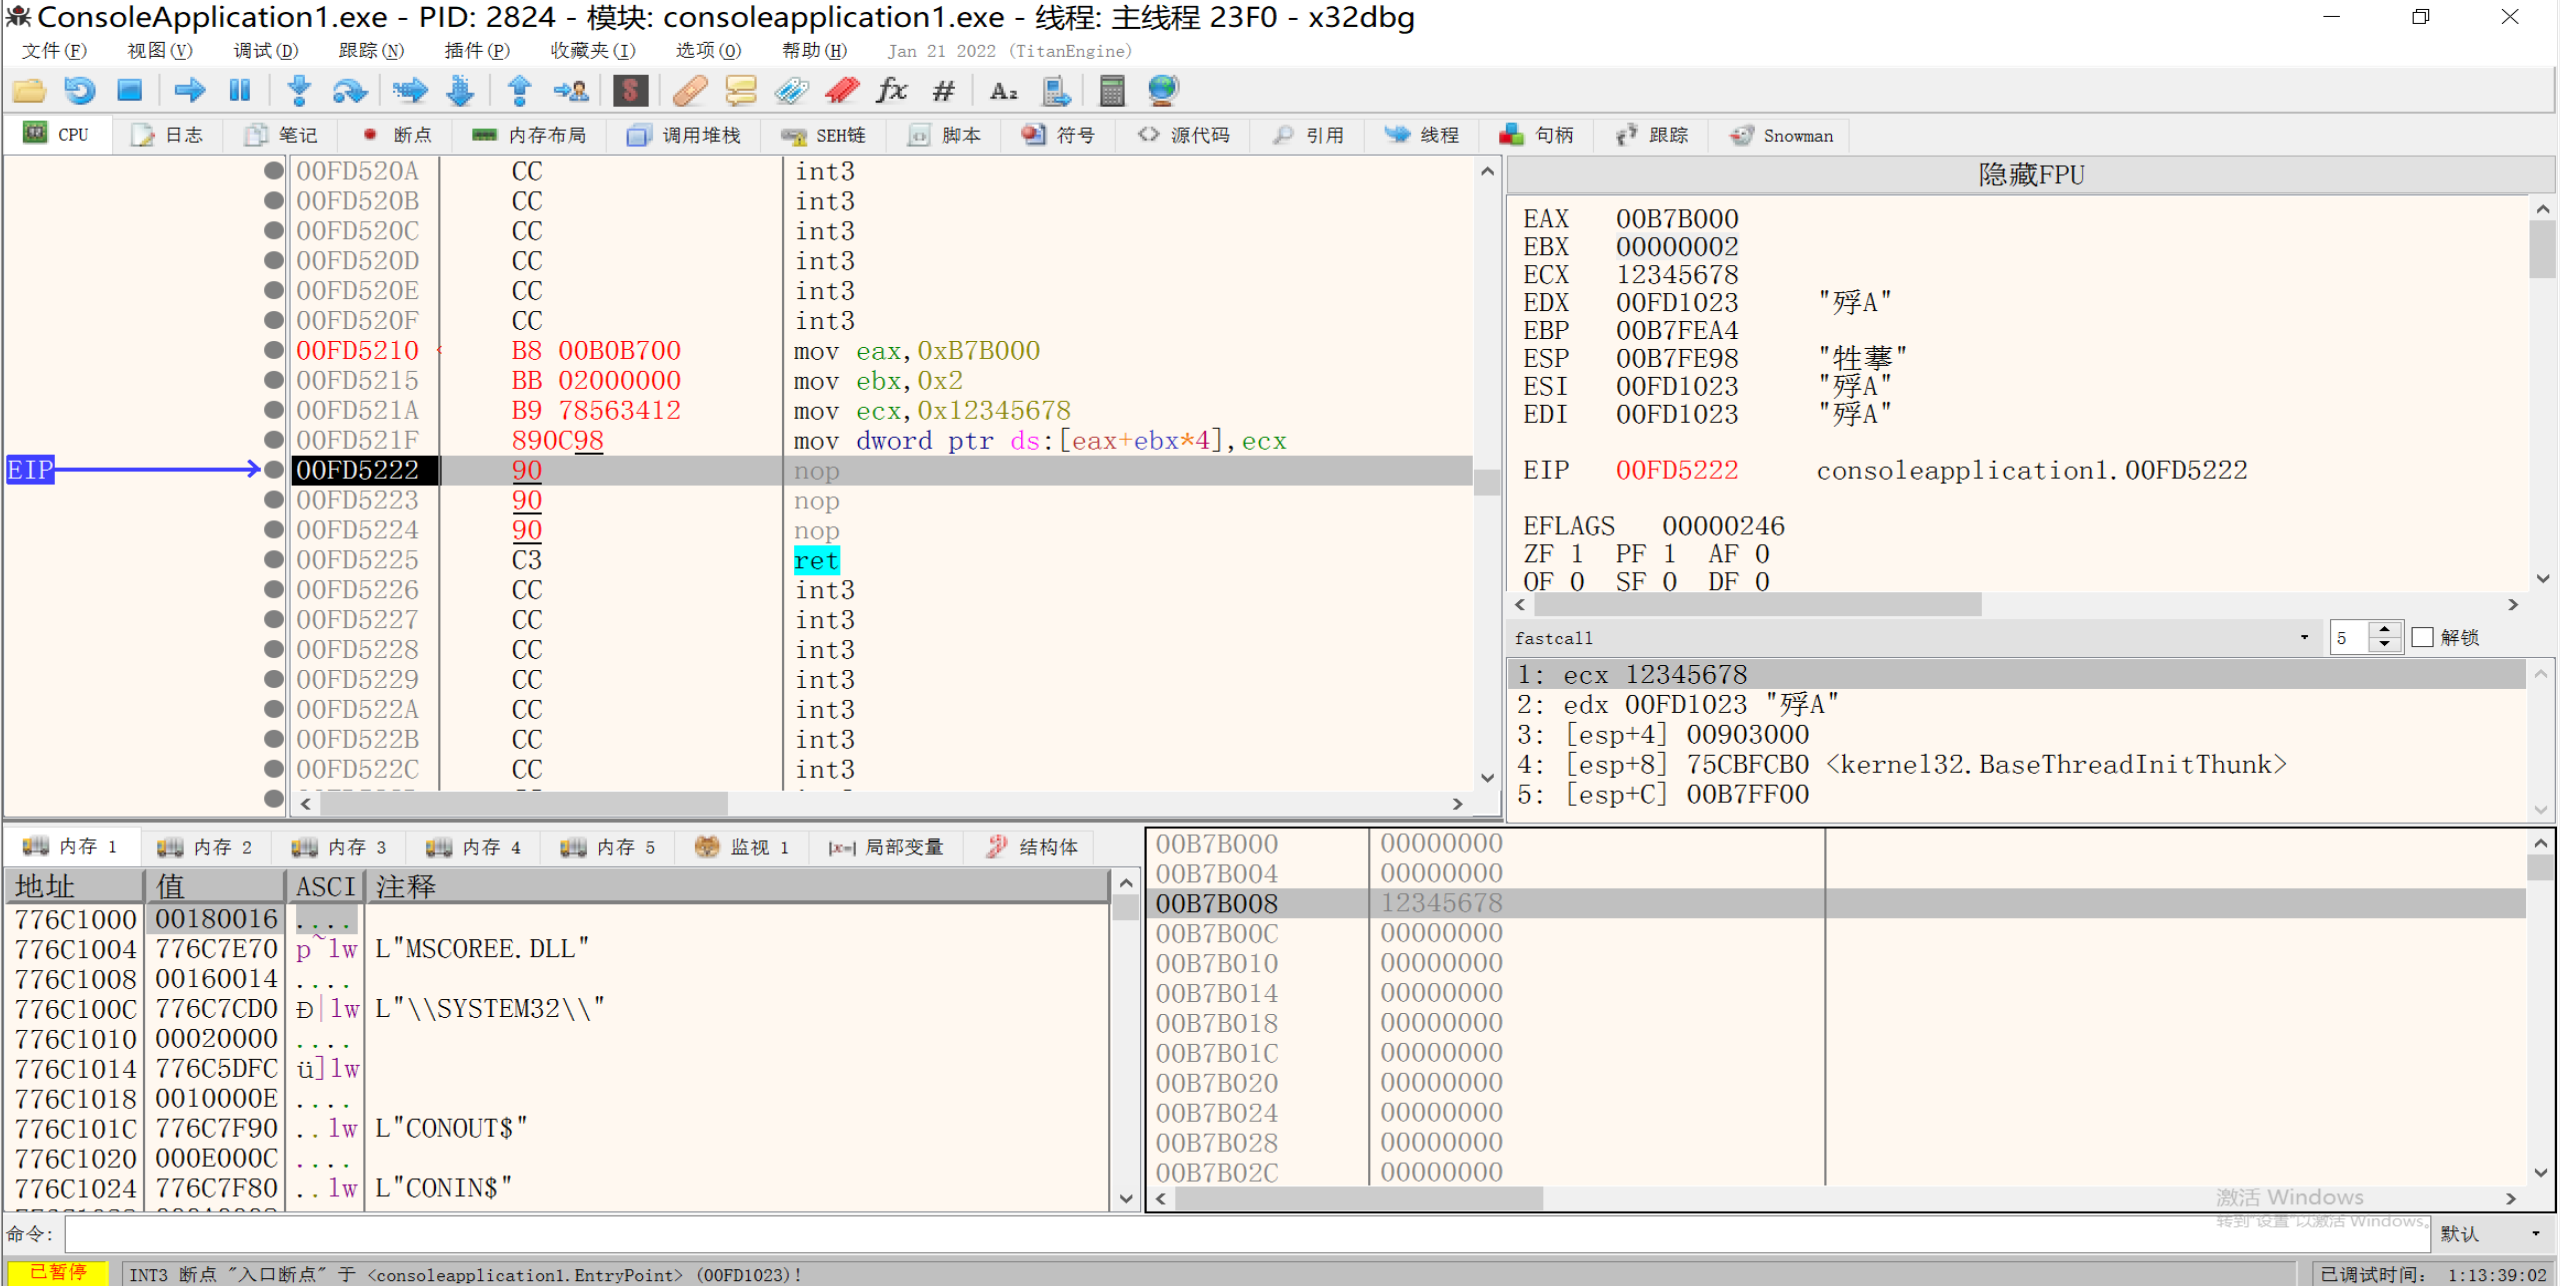 ConsoleApplication1.exe - PID: 2824 - 模块: consoleapplication1.exe - 线程: 主线程 23F0 - x32dbg
文件(F) 视图(V) 调试(D) 跟踪(N) 插件(P) 收藏夹(I) 选项(O) 帮助(H) Jan 21 2022 (TitanEngine)
CPU 日志 笔记 断点 内存布局 调用堆栈 SEH链 脚本 符号 源代码 引用 线程 句柄 跟踪 Snowman
00FD520A CC int3
00FD520B CC int3
00FD520C CC int3
00FD520D CC int3
00FD520E CC int3
00FD520F CC int3
00FD5210 B8 00B0B700 mov eax,0xB7B000
00FD5215 BB 02000000 mov ebx,0x2
00FD521A B9 78563412 mov ecx,0x12345678
00FD521F 890C98 mov dword ptr ds:[eax+ebx*4],ecx
EIP 00FD5222 90 nop
00FD5223 90 nop
00FD5224 90 nop
00FD5225 C3 ret
00FD5226 CC int3
00FD5227 CC int3
00FD5228 CC int3
00FD5229 CC int3
00FD522A CC int3
00FD522B CC int3
00FD522C CC int3
隐藏FPU
EAX 00B7B000
EBX 00000002
ECX 12345678
EDX 00FD1023 "殍A"
EBP 00B7FEA4
ESP 00B7FE98 "牲蓦"
ESI 00FD1023 "殍A"
EDI 00FD1023 "殍A"
EIP 00FD5222 consoleapplication1.00FD5222
EFLAGS 00000246
ZF 1 PF 1 AF 0
OF 0 SF 0 DF 0
fastcall 5 解锁
1: ecx 12345678
2: edx 00FD1023 "殍A"
3: [esp+4] 00903000
4: [esp+8] 75CBFCB0 <kernel32.BaseThreadInitThunk>
5: [esp+C] 00B7FF00
内存 1 内存 2 内存 3 内存 4 内存 5 监视 1 |x=| 局部变量 结构体
地址 值 ASCI 注释
776C1000 00180016 ....
776C1004 776C7E70 p~lw L"MSCOREE.DLL"
776C1008 00160014 ....
776C100C 776C7CD0 Ð|lw L"\\SYSTEM32\\"
776C1010 00020000 ....
776C1014 776C5DFC ü]lw
776C1018 0010000E ....
776C101C 776C7F90 ..lw L"CONOUT$"
776C1020 000E000C ....
776C1024 776C7F80 ..lw L"CONIN$"
00B7B000 00000000
00B7B004 00000000
00B7B008 12345678
00B7B00C 00000000
00B7B010 00000000
00B7B014 00000000
00B7B018 00000000
00B7B01C 00000000
00B7B020 00000000
00B7B024 00000000
00B7B028 00000000
00B7B02C 00000000
激活 Windows
转到"设置"以激活 Windows。
命令: 默认
已暂停 INT3 断点 "入口断点" 于 <consoleapplication1.EntryPoint> (00FD1023)! 已调试时间: 1:13:39:02